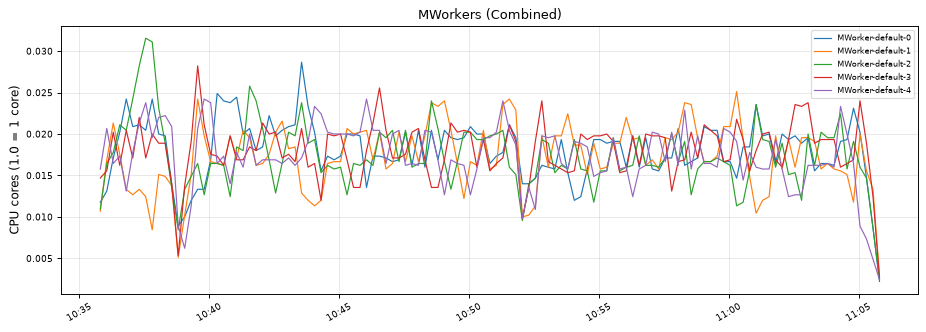 MWorkers (Combined)
CPU cores (1.0 = 1 core)
0.030
0.025
0.020
0.015
0.010
0.005
10:35
10:40
10:45
10:50
10:55
11:00
11:05
MWorker-default-0
MWorker-default-1
MWorker-default-2
MWorker-default-3
MWorker-default-4